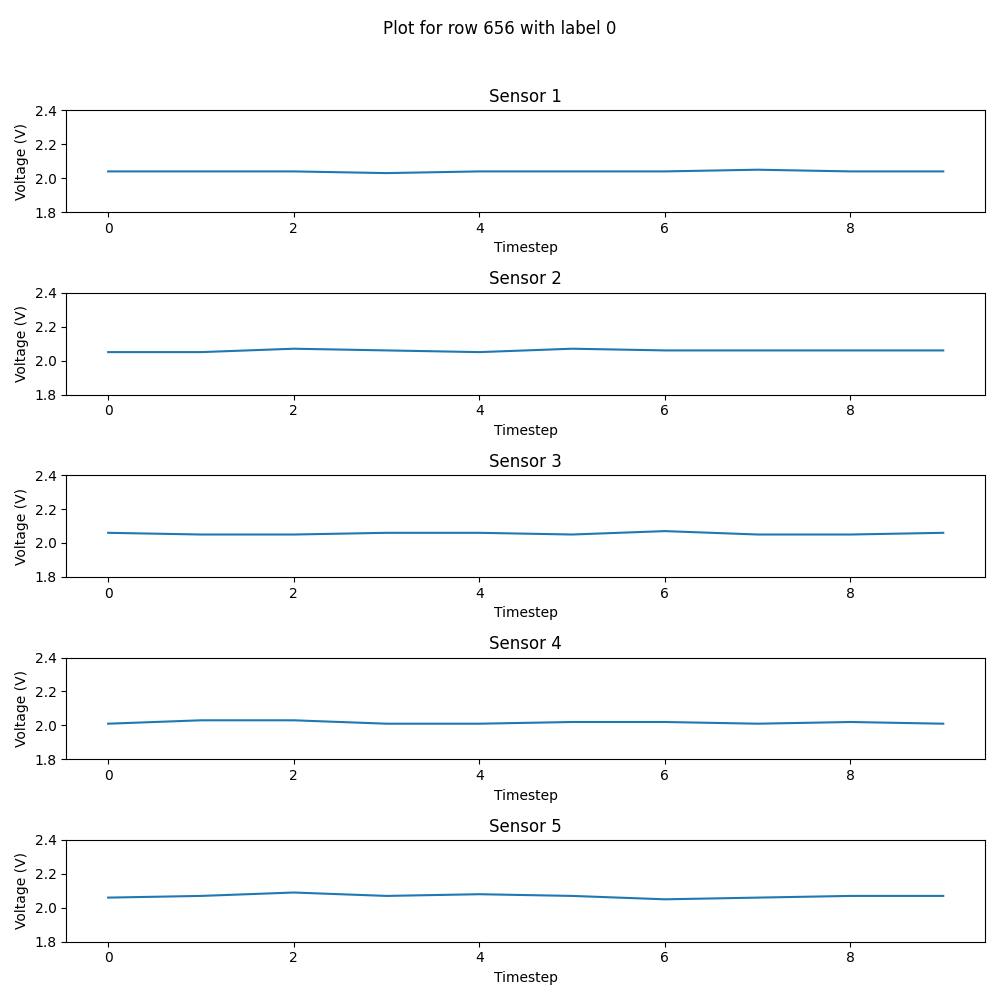 Plot for row 656 with label 0
Sensor 1
2.4
2.2
2.0
1.8
Voltage (V)
0 2 4 6 8
Timestep
Sensor 2
2.4
2.2
2.0
1.8
Voltage (V)
0 2 4 6 8
Timestep
Sensor 3
2.4
2.2
2.0
1.8
Voltage (V)
0 2 4 6 8
Timestep
Sensor 4
2.4
2.2
2.0
1.8
Voltage (V)
0 2 4 6 8
Timestep
Sensor 5
2.4
2.2
2.0
1.8
Voltage (V)
0 2 4 6 8
Timestep